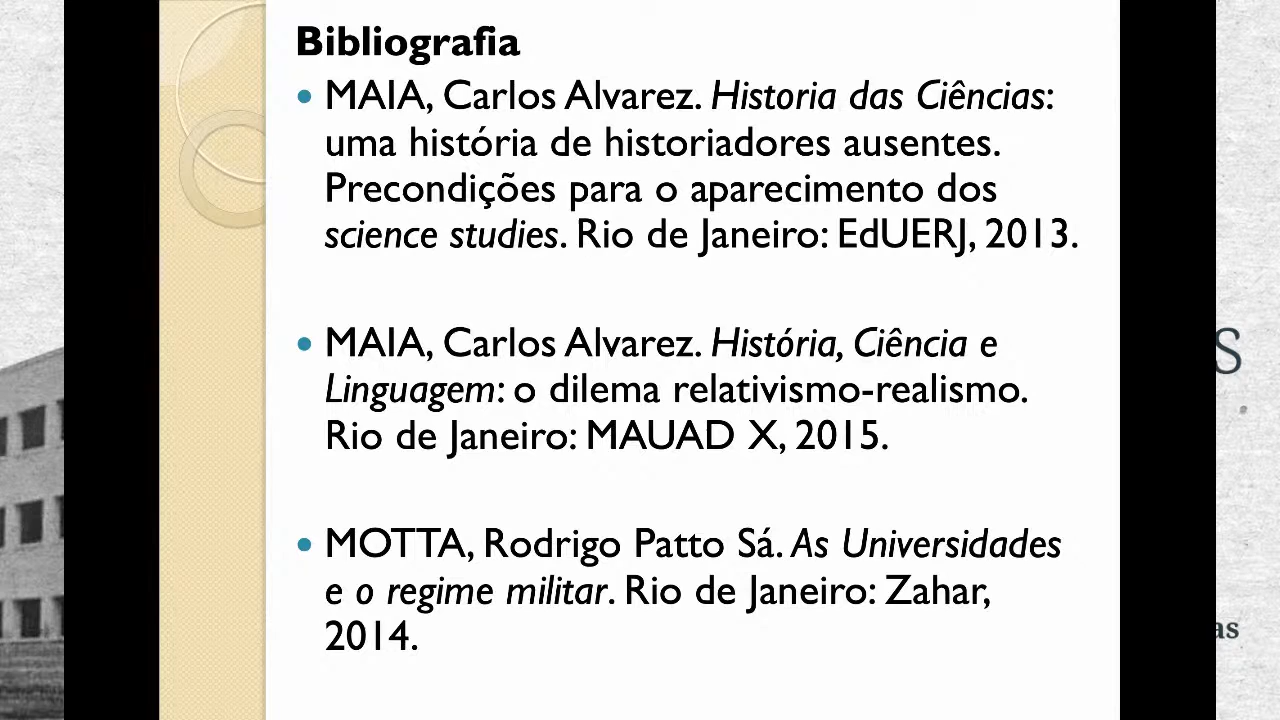 Bibliografia
• MAIA, Carlos Alvarez. Historia das Ciências:
uma história de historiadores ausentes.
Precondições para o aparecimento dos
science studies. Rio de Janeiro: EdUERJ, 2013.
• MAIA, Carlos Alvarez. História, Ciência e
Linguagem: o dilema relativismo-realismo.
Rio de Janeiro: MAUAD X, 2015.
• MOTTA, Rodrigo Patto Sá. As Universidades
e o regime militar. Rio de Janeiro: Zahar,
2014.
S
as